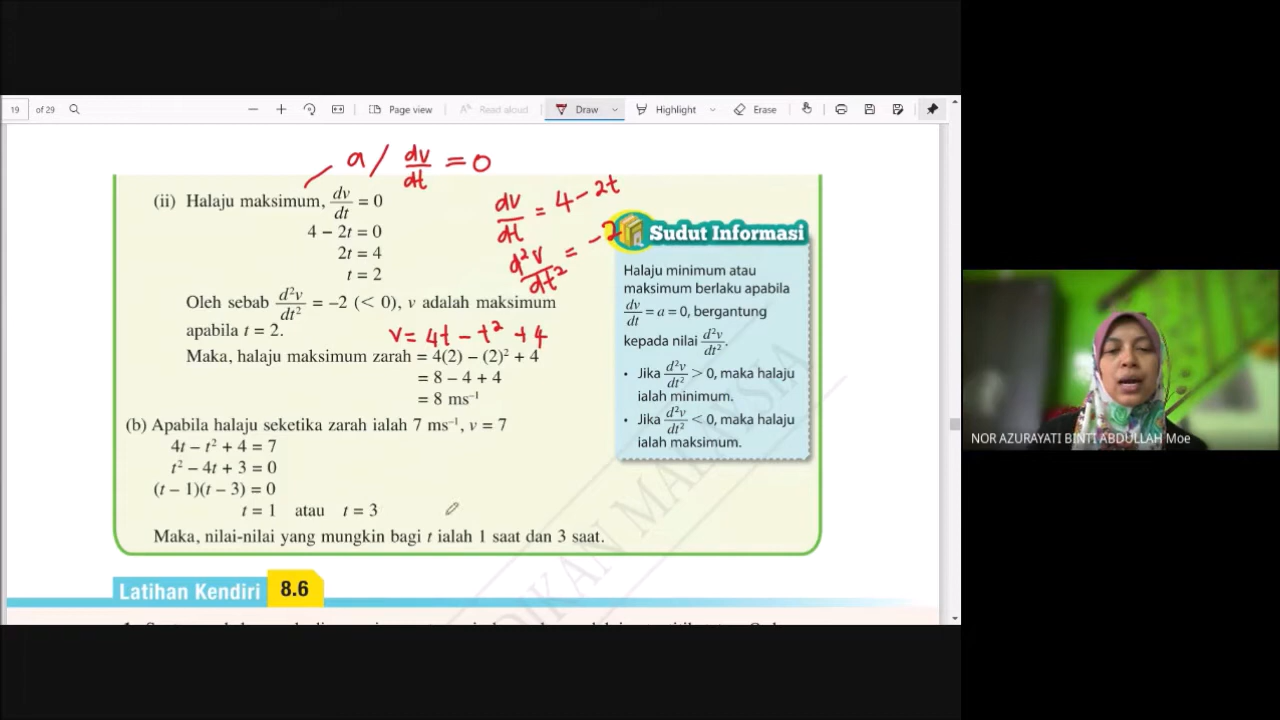 19 of 29 Page view Read aloud Draw Highlight Erase
a / dv/dt = 0
(ii) Halaju maksimum, dv/dt = 0
4 – 2t = 0
2t = 4
t = 2
dv/dt = 4 – 2t
d²v/dt² = –2
Oleh sebab d²v/dt² = –2 (< 0), v adalah maksimum
apabila t = 2.
v = 4t – t² + 4
Maka, halaju maksimum zarah = 4(2) – (2)² + 4
= 8 – 4 + 4
= 8 ms⁻¹
(b) Apabila halaju seketika zarah ialah 7 ms⁻¹, v = 7
4t – t² + 4 = 7
t² – 4t + 3 = 0
(t – 1)(t – 3) = 0
t = 1 atau t = 3
Maka, nilai-nilai yang mungkin bagi t ialah 1 saat dan 3 saat.
Sudut Informasi
Halaju minimum atau
maksimum berlaku apabila
dv/dt = a = 0, bergantung
kepada nilai d²v/dt².
• Jika d²v/dt² > 0, maka halaju
ialah minimum.
• Jika d²v/dt² < 0, maka halaju
ialah maksimum.
Latihan Kendiri 8.6
DIKAN MALAYSIA
NOR AZURAYATI BINTI ABDULLAH Moe